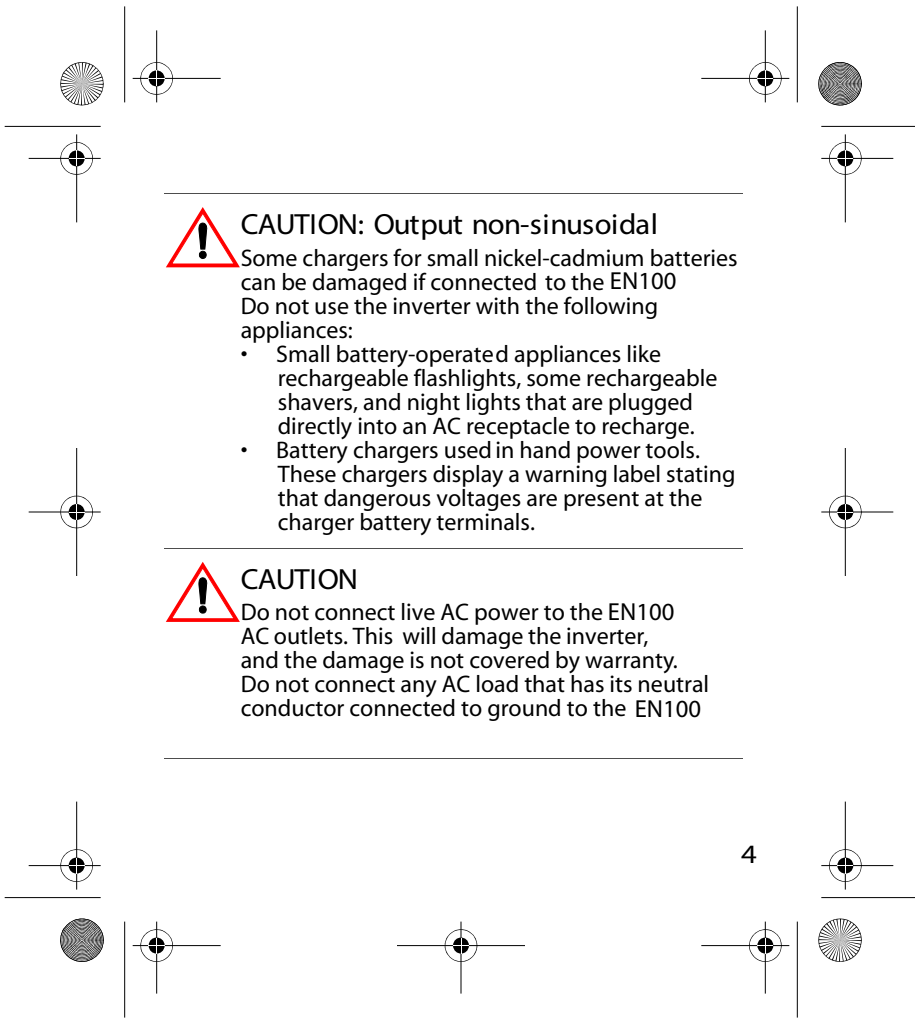 CAUTION: Output non-sinusoidal
Some chargers for small nickel-cadmium batteries
can be damaged if connected to the EN100
Do not use the inverter with the following
appliances:
• Small battery-operated appliances like
rechargeable flashlights, some rechargeable
shavers, and night lights that are plugged
directly into an AC receptacle to recharge.
• Battery chargers used in hand power tools.
These chargers display a warning label stating
that dangerous voltages are present at the
charger battery terminals.
CAUTION
Do not connect live AC power to the EN100
AC outlets. This will damage the inverter,
and the damage is not covered by warranty.
Do not connect any AC load that has its neutral
conductor connected to ground to the EN100
4